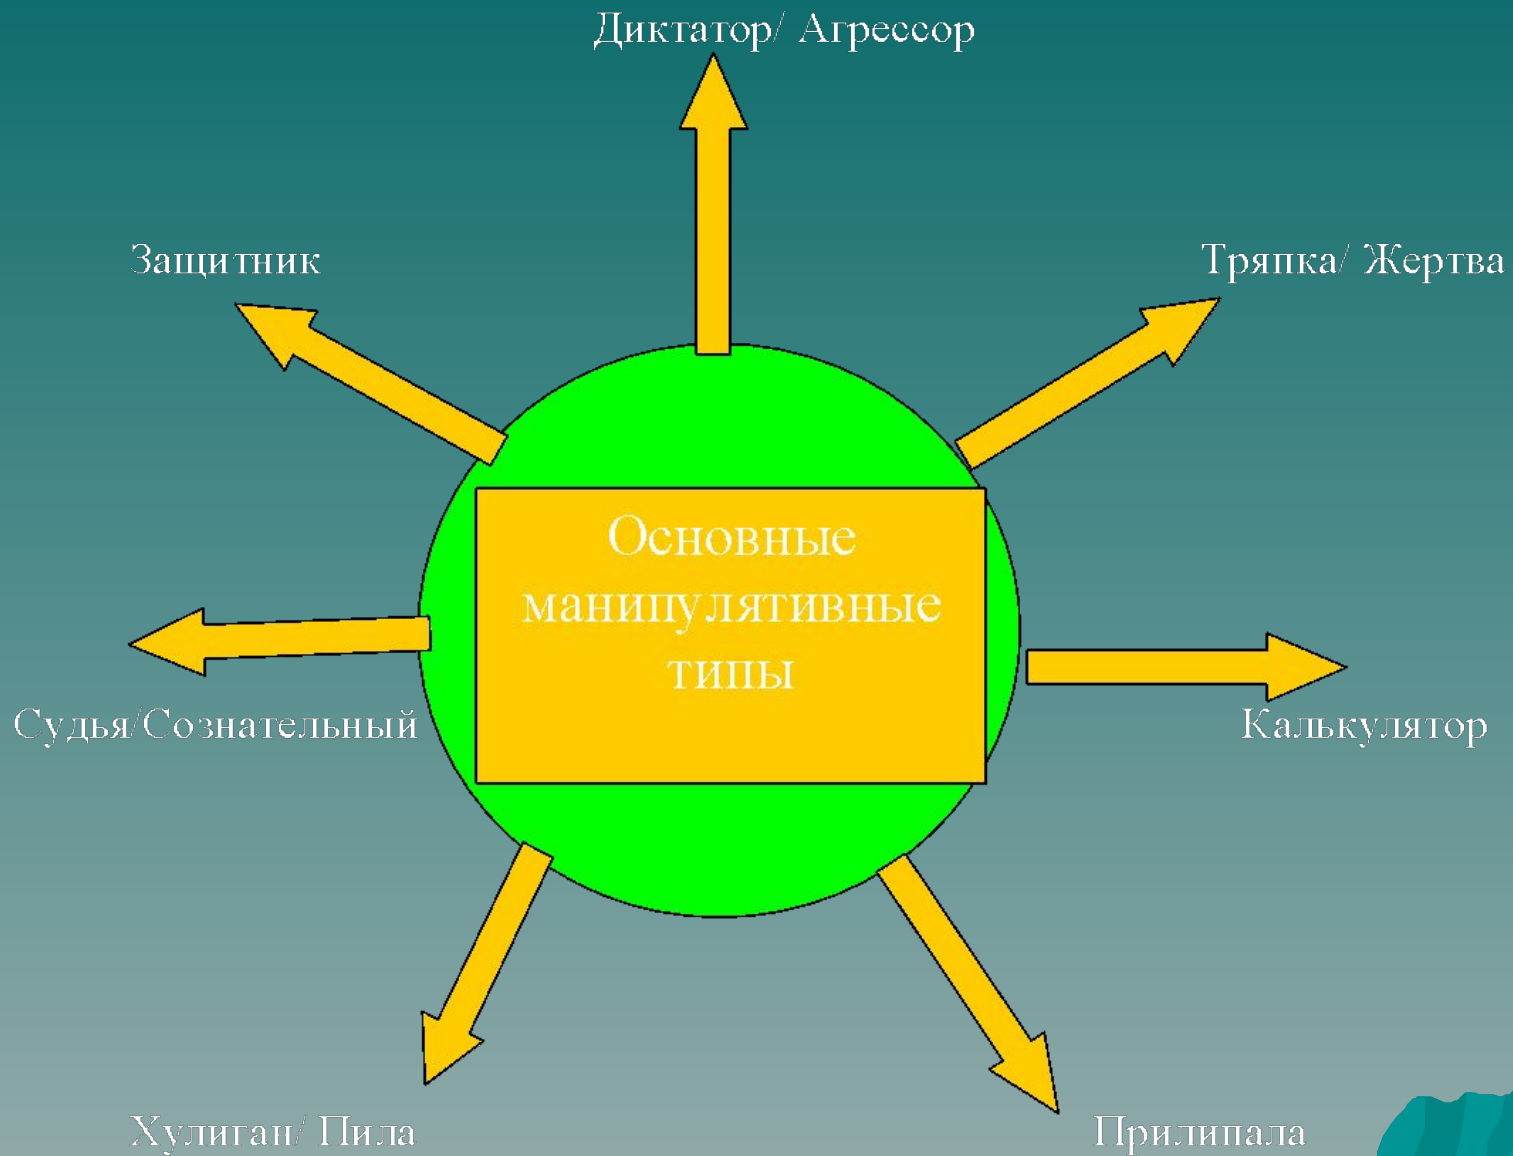 Диктатор/ Агрессор
Защитник
Тряпка/ Жертва
Основные
манипулятивные
типы
Судья/Сознательный
Калькулятор
Хулиган/ Пила
Прилипала